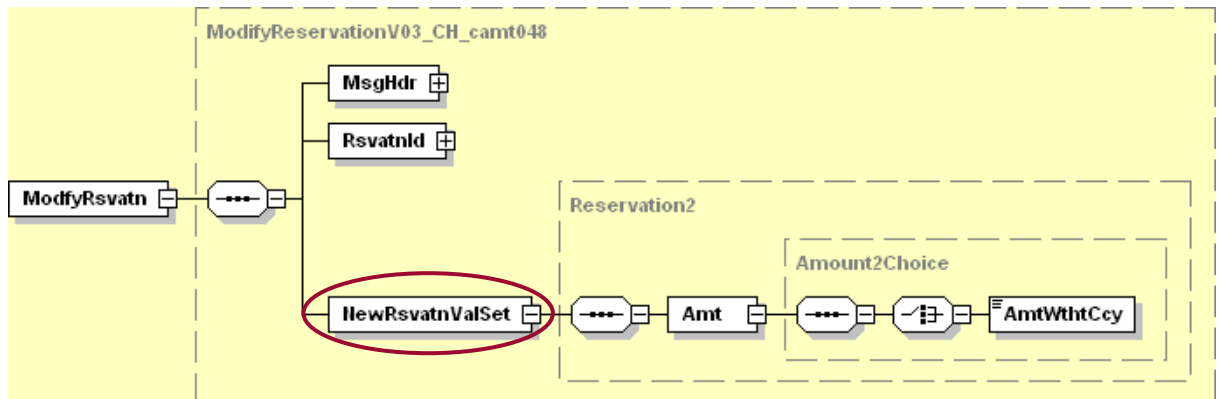 ModifyReservationV03_CH_camt048
MsgHdr
RsvatnId
ModfyRsvatn
Reservation2
Amount2Choice
NewRsvatnValSet
Amt
AmtWthtCcy